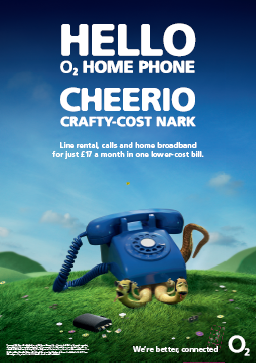 HELLO
O₂ HOME PHONE
CHEERIO
CRAFTY-COST NARK
Line rental, calls and home broadband
for just £17 a month in one lower-cost bill.
We're better, connected
O₂